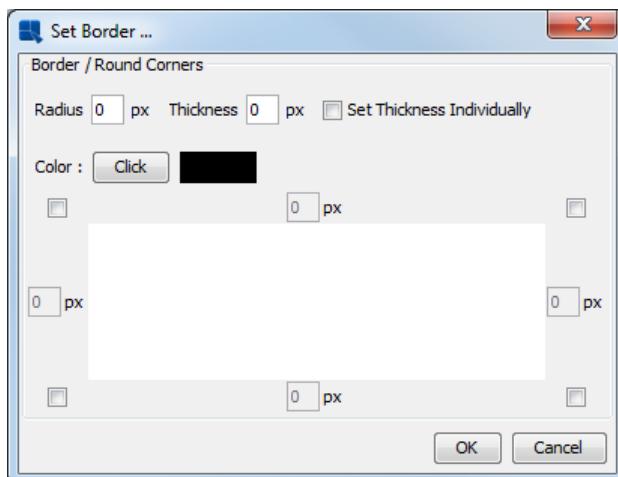 Set Border ...
Border / Round Corners
Radius 0 px Thickness 0 px Set Thickness Individually
Color : Click
0 px
0 px 0 px
0 px
OK Cancel